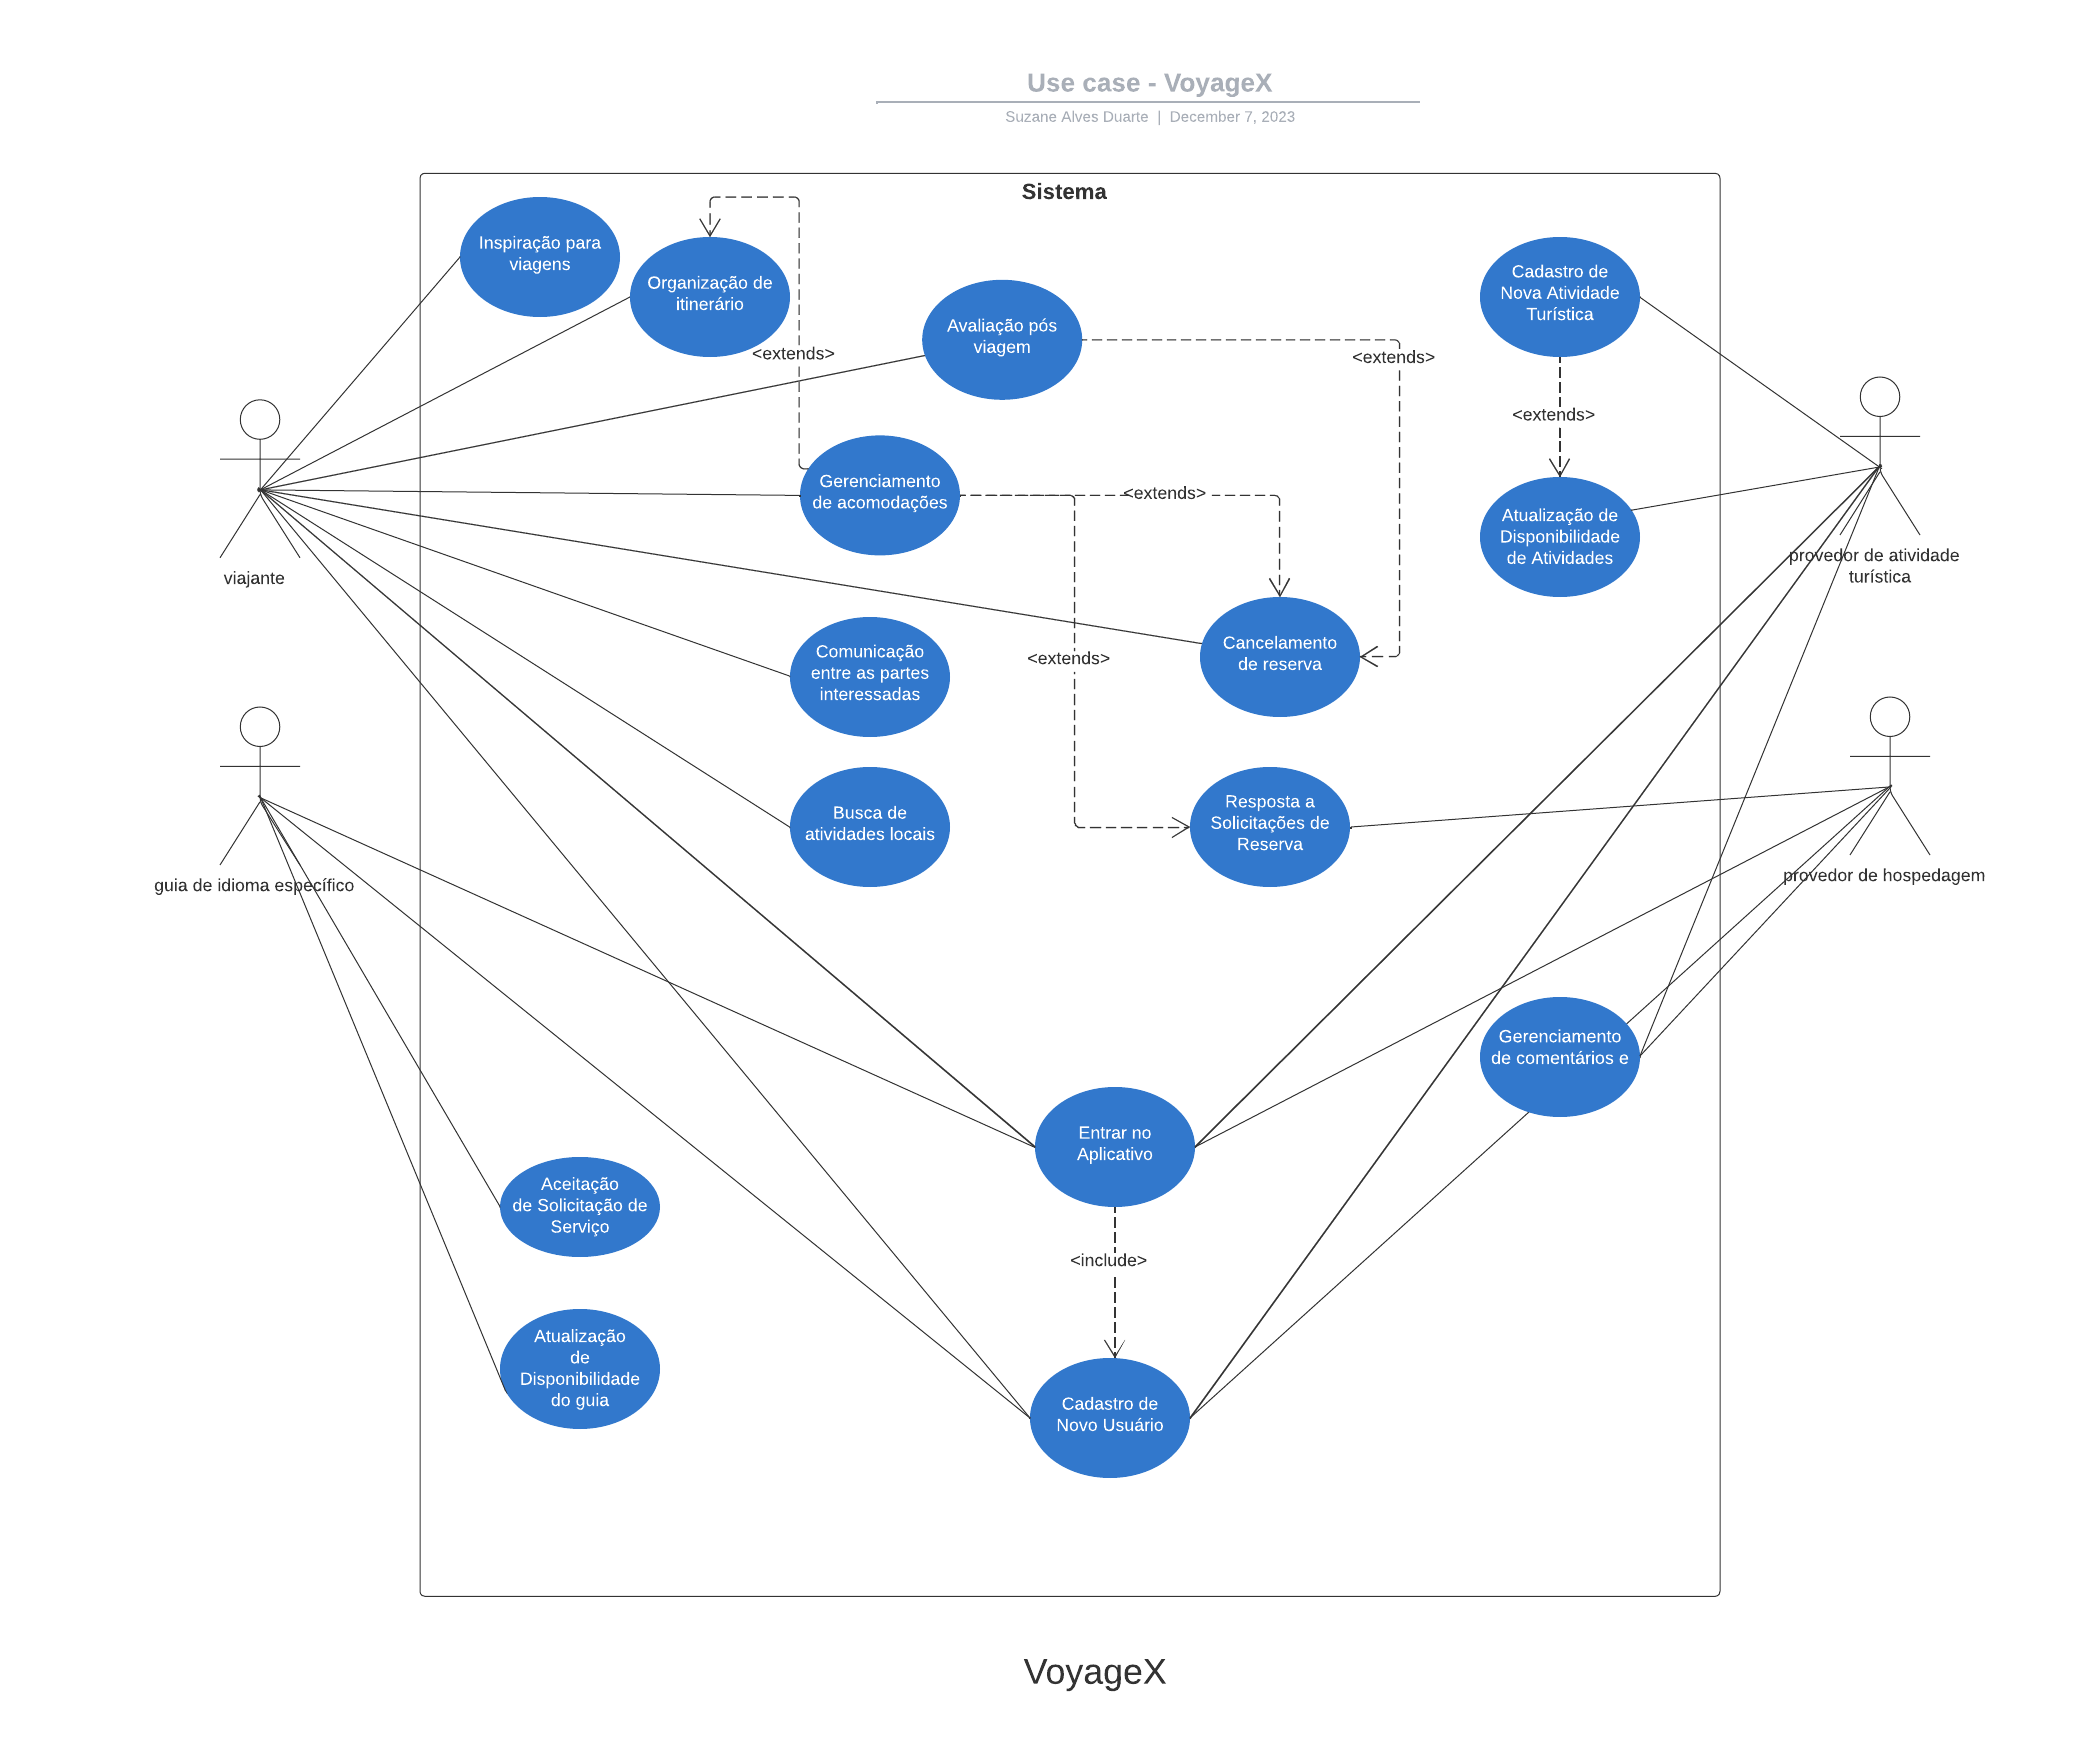 Use case - VoyageX
Suzane Alves Duarte | December 7, 2023
Sistema
Inspiração para
viagens
Organização de
itinerário
<extends>
Avaliação pós
viagem
<extends>
Cadastro de
Nova Atividade
Turística
<extends>
Atualização de
Disponibilidade
de Atividades
provedor de atividade
turística
viajante
Gerenciamento
de acomodações
<extends>
<extends>
Cancelamento
de reserva
Comunicação
entre as partes
interessadas
Busca de
atividades locais
Resposta a
Solicitações de
Reserva
guia de idioma específico
provedor de hospedagem
Gerenciamento
de comentários e
Entrar no
Aplicativo
<include>
Aceitação
de Solicitação de
Serviço
Atualização
de
Disponibilidade
do guia
Cadastro de
Novo Usuário
VoyageX